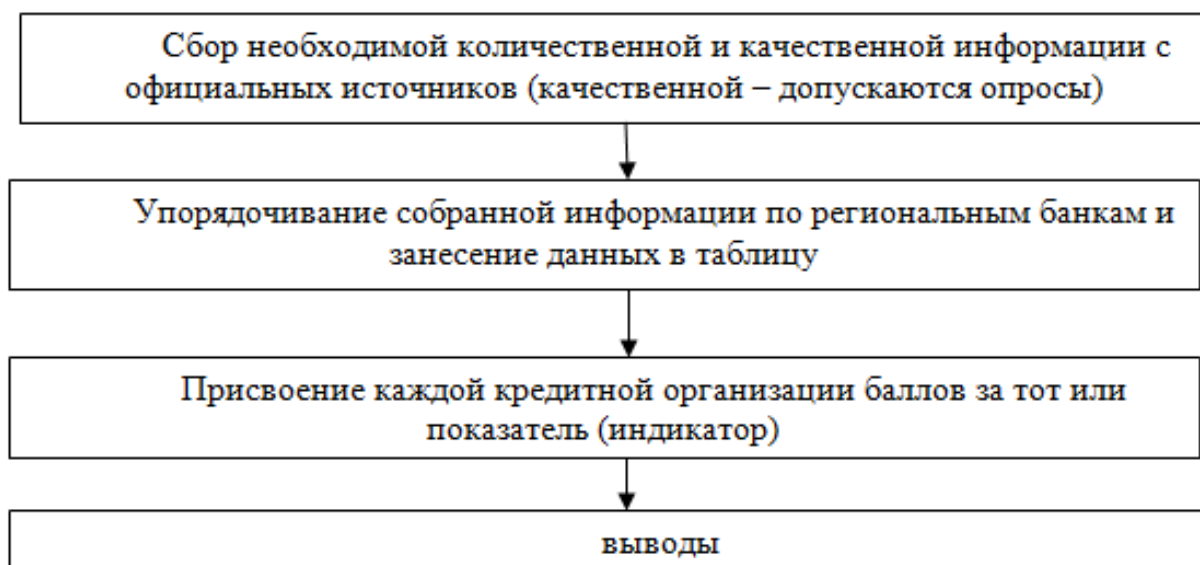 Сбор необходимой количественной и качественной информации с
официальных источников (качественной – допускаются опросы)
Упорядочивание собранной информации по региональным банкам и
занесение данных в таблицу
Присвоение каждой кредитной организации баллов за тот или
показатель (индикатор)
выводы